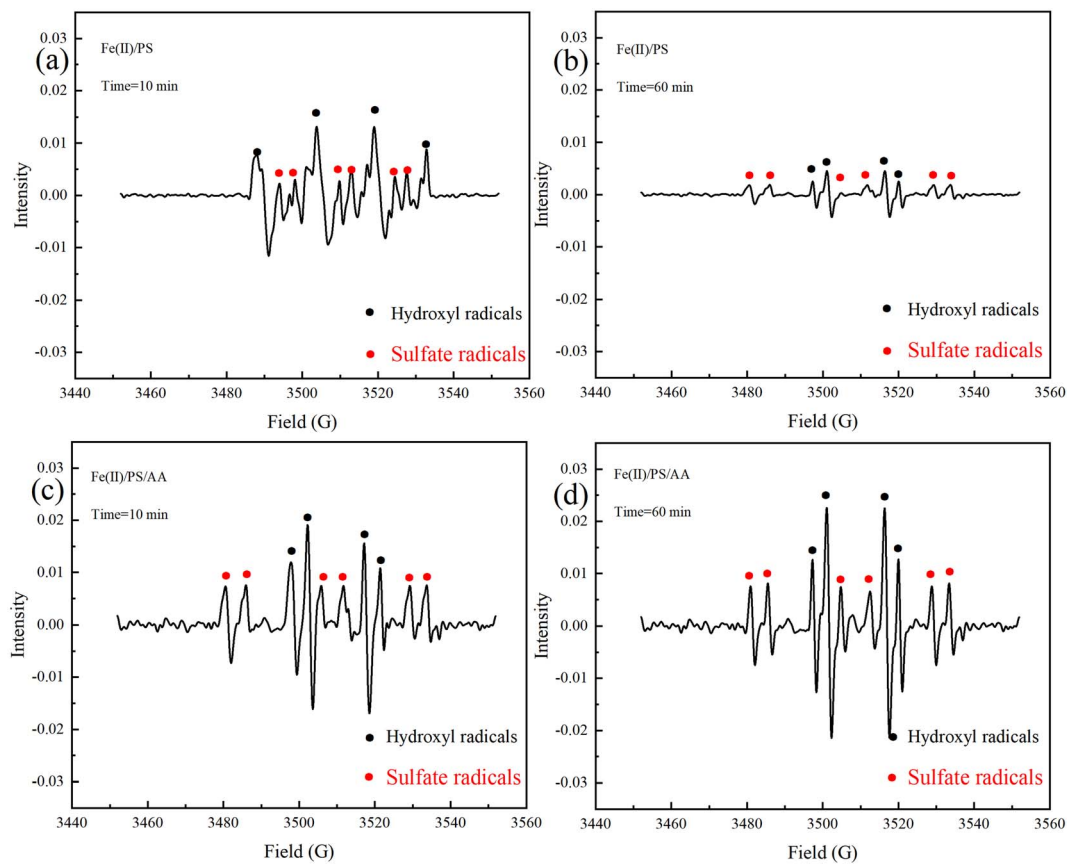 (a)
Fe(II)/PS
Time=10 min
Intensity
0.03
0.02
0.01
0.00
-0.01
-0.02
-0.03
Hydroxyl radicals
Sulfate radicals
3440 3460 3480 3500 3520 3540 3560
Field (G)
(b)
Fe(II)/PS
Time=60 min
Intensity
0.03
0.02
0.01
0.00
-0.01
-0.02
-0.03
Hydroxyl radicals
Sulfate radicals
3440 3460 3480 3500 3520 3540 3560
Field (G)
(c)
Fe(II)/PS/AA
Time=10 min
Intensity
0.03
0.02
0.01
0.00
-0.01
-0.02
-0.03
Hydroxyl radicals
Sulfate radicals
3440 3460 3480 3500 3520 3540 3560
Field (G)
(d)
Fe(II)/PS/AA
Time=60 min
Intensity
0.03
0.02
0.01
0.00
-0.01
-0.02
-0.03
Hydroxyl radicals
Sulfate radicals
3440 3460 3480 3500 3520 3540 3560
Field (G)